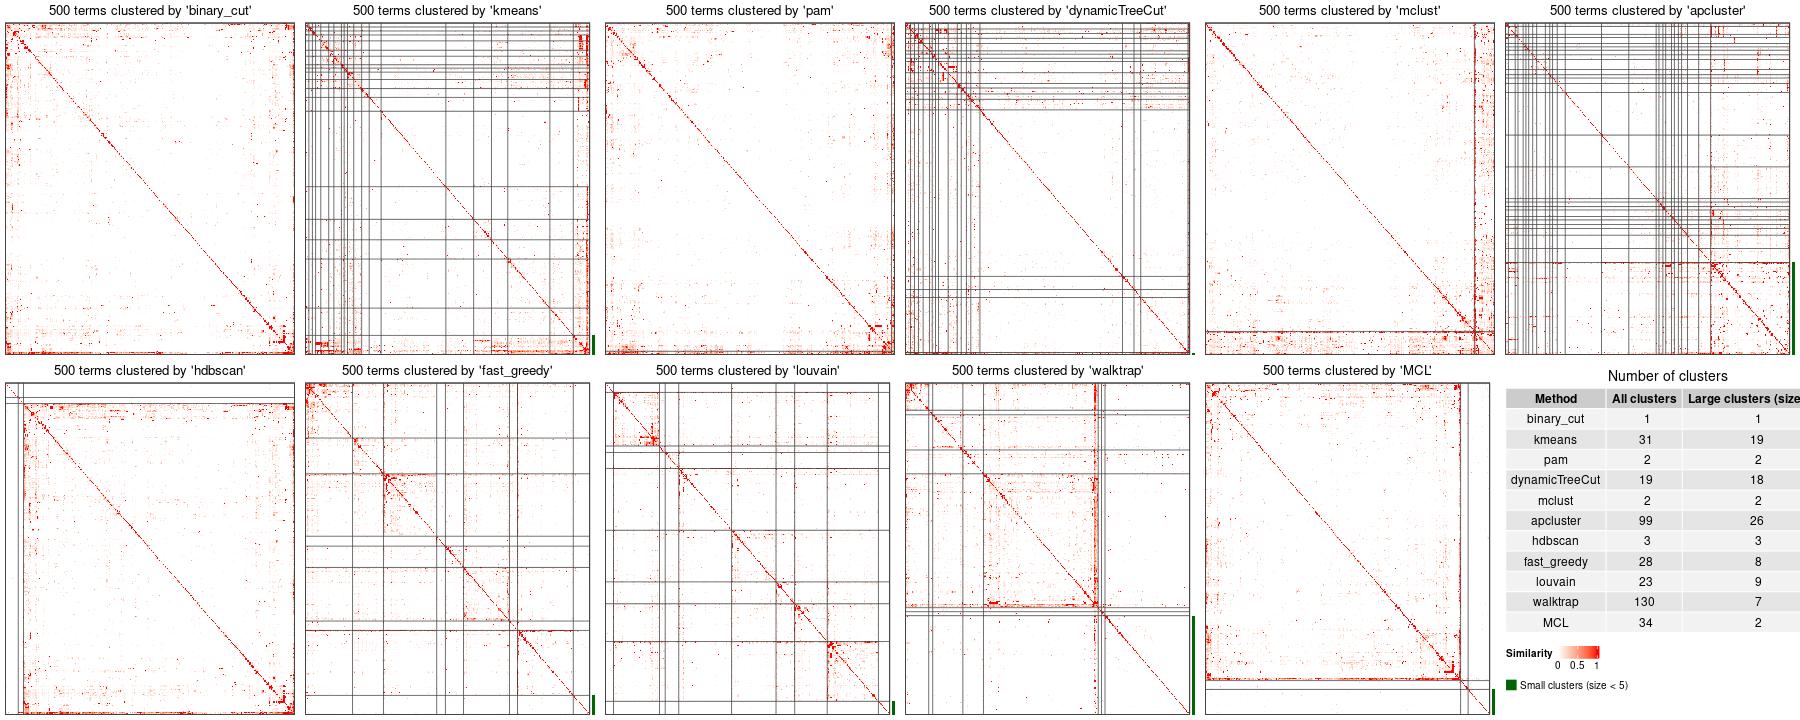 500 terms clustered by 'binary_cut'
500 terms clustered by 'kmeans'
500 terms clustered by 'pam'
500 terms clustered by 'dynamicTreeCut'
500 terms clustered by 'mclust'
500 terms clustered by 'apcluster'
500 terms clustered by 'hdbscan'
500 terms clustered by 'fast_greedy'
500 terms clustered by 'louvain'
500 terms clustered by 'walktrap'
500 terms clustered by 'MCL'
Number of clusters
Method All clusters Large clusters (size
binary_cut 1 1
kmeans 31 19
pam 2 2
dynamicTreeCut 19 18
mclust 2 2
apcluster 99 26
hdbscan 3 3
fast_greedy 28 8
louvain 23 9
walktrap 130 7
MCL 34 2
Similarity
0 0.5 1
Small clusters (size < 5)